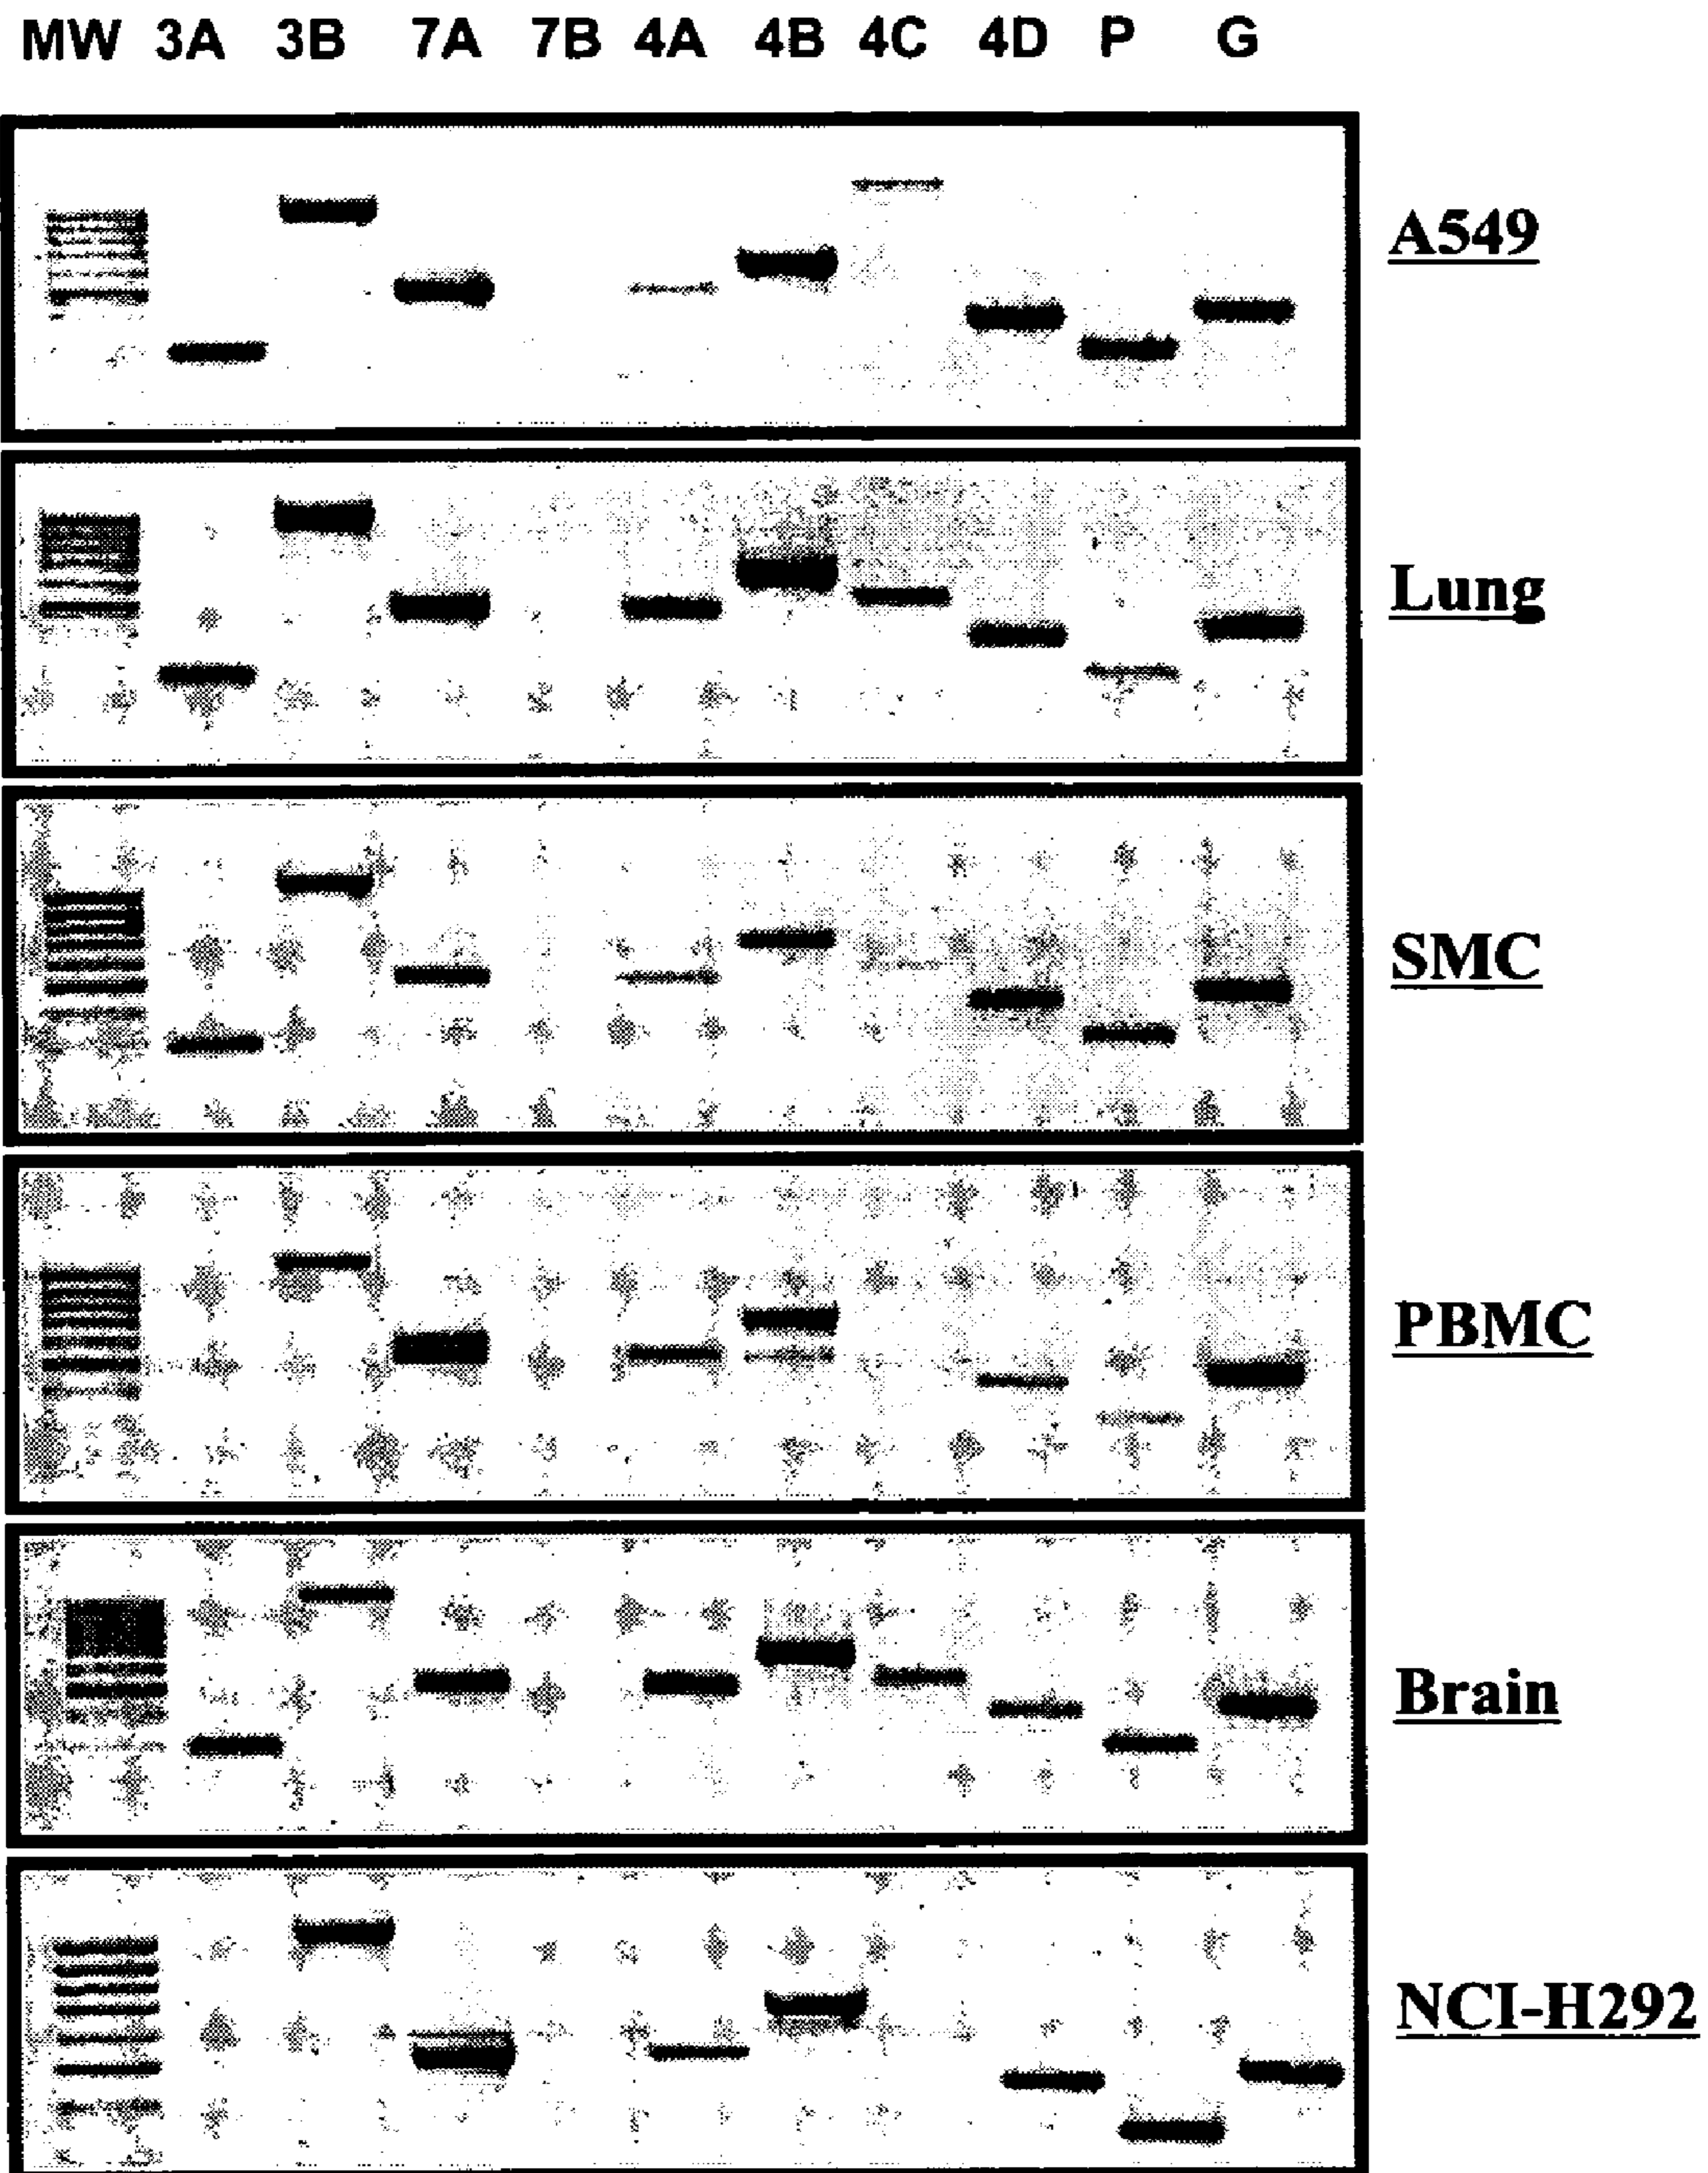 MW 3A 3B 7A 7B 4A 4B 4C 4D P G
A549
Lung
SMC
PBMC
Brain
NCI-H292